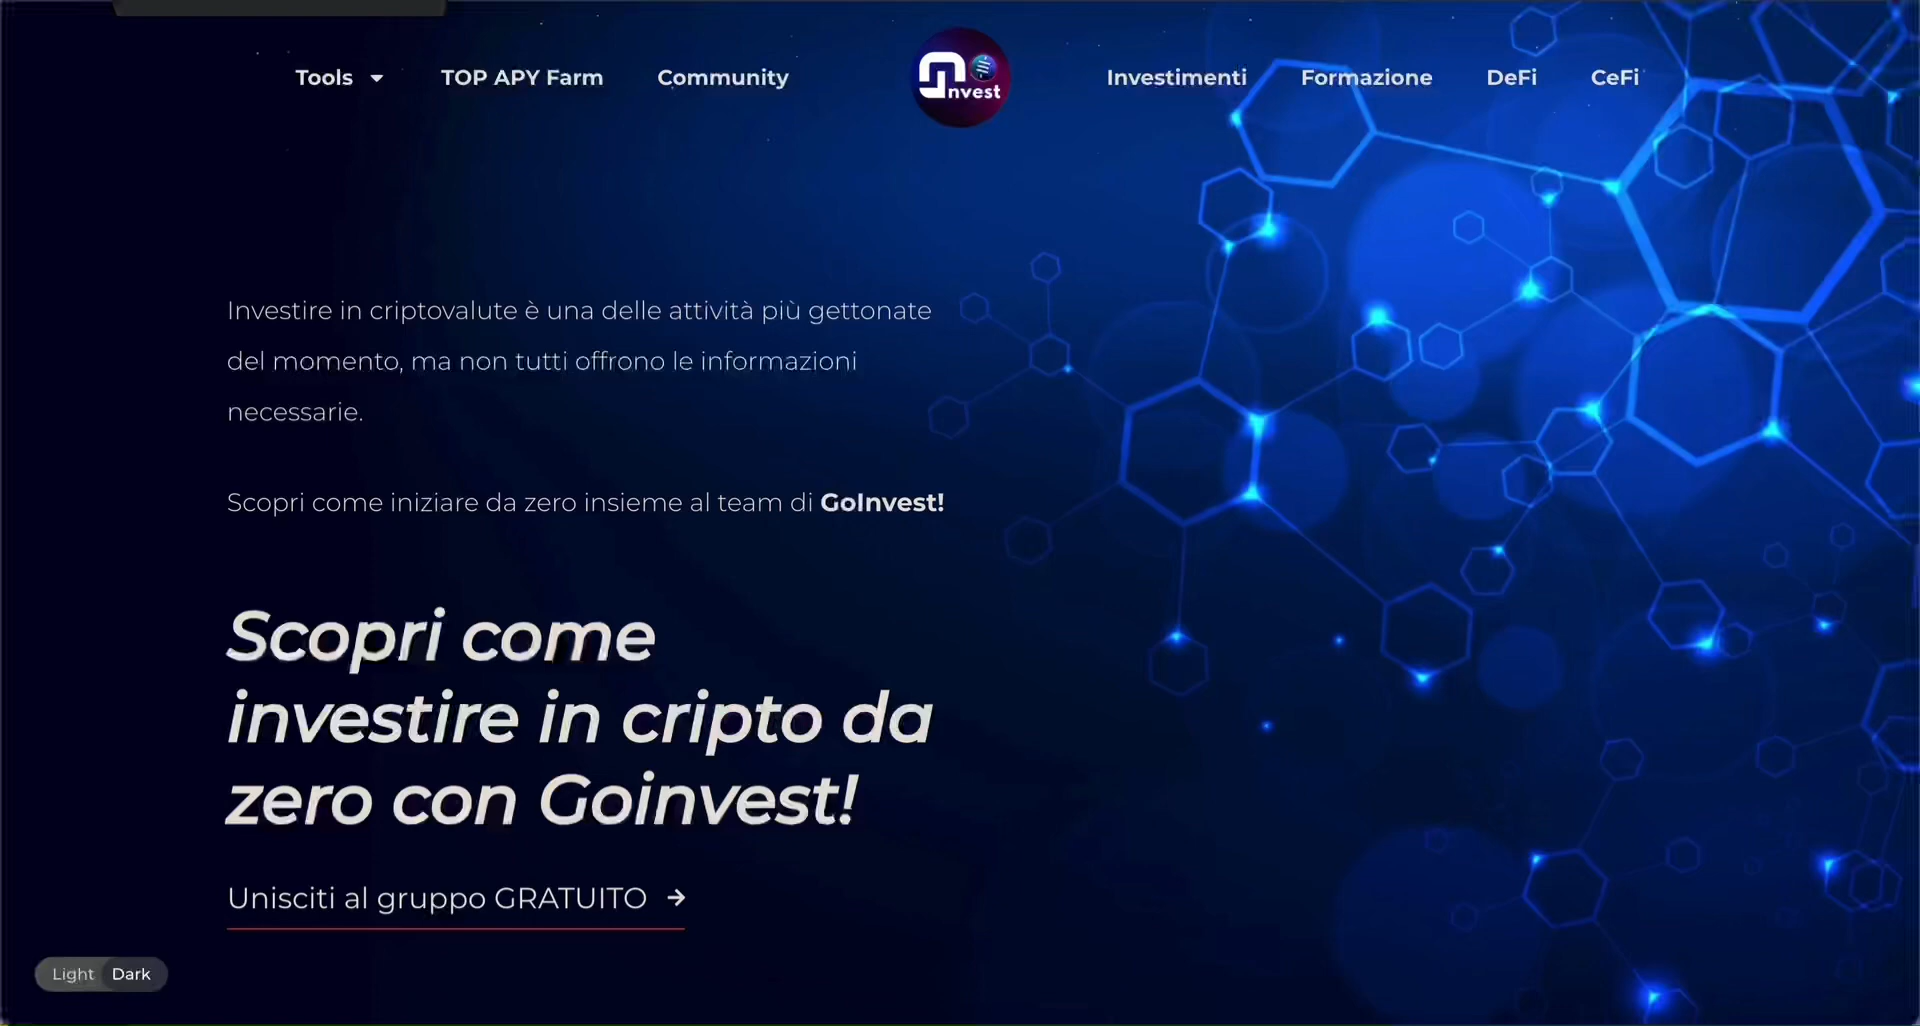 Tools
TOP APY Farm
Community
nvest
Investimenti
Formazione
DeFi
CeFi
Investire in criptovalute è una delle attività più gettonate
del momento, ma non tutti offrono le informazioni
necessarie.
Scopri come iniziare da zero insieme al team di GoInvest!
Scopri come
investire in cripto da
zero con Goinvest!
Unisciti al gruppo GRATUITO →
Light Dark